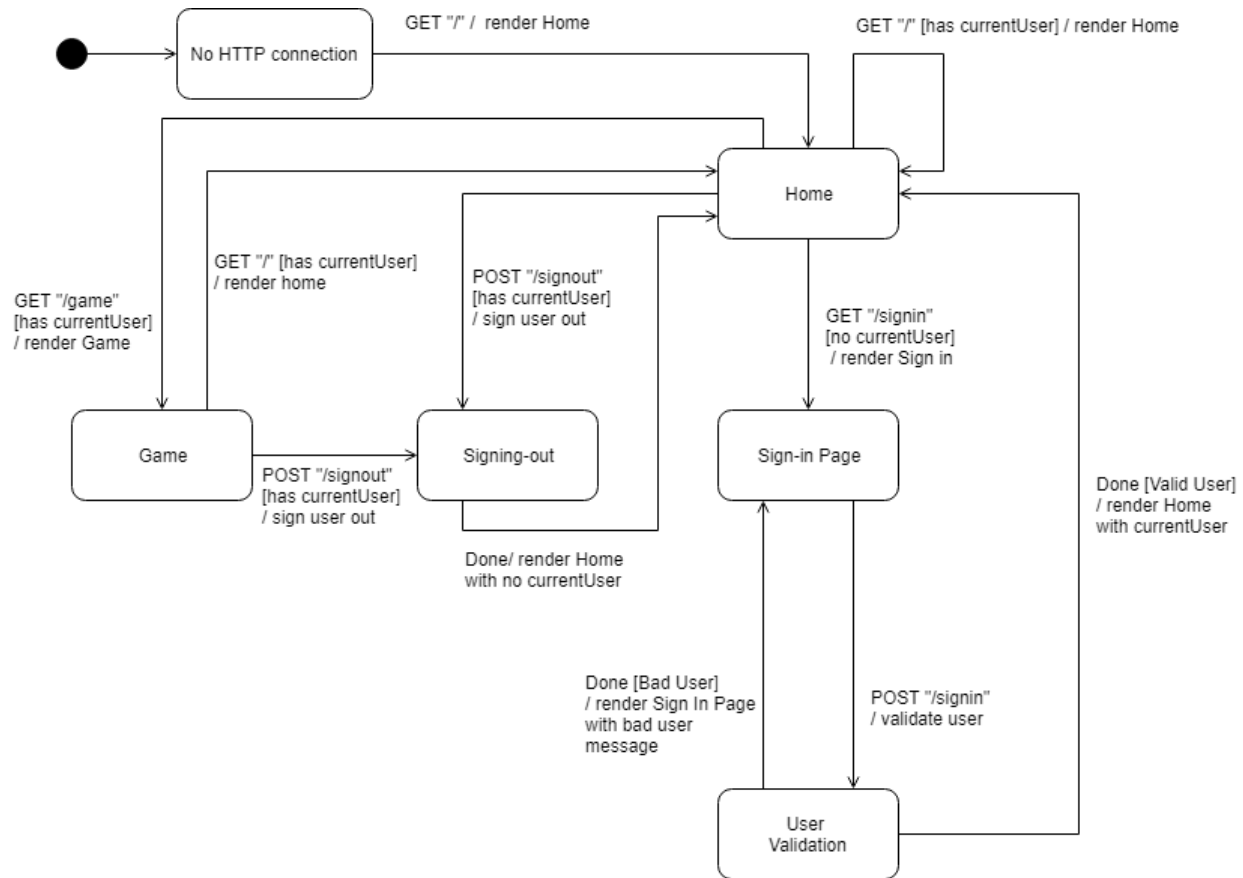 GET "/" / render Home
GET "/" [has currentUser] / render Home
No HTTP connection
Home
GET "/" [has currentUser]
/ render home
POST "/signout"
[has currentUser]
/ sign user out
GET "/game"
[has currentUser]
/ render Game
GET "/signin"
[no currentUser]
/ render Sign in
Game
Signing-out
Sign-in Page
POST "/signout"
[has currentUser]
/ sign user out
Done [Valid User]
/ render Home
with currentUser
Done/ render Home
with no currentUser
Done [Bad User]
/ render Sign In Page
with bad user
message
POST "/signin"
/ validate user
User
Validation